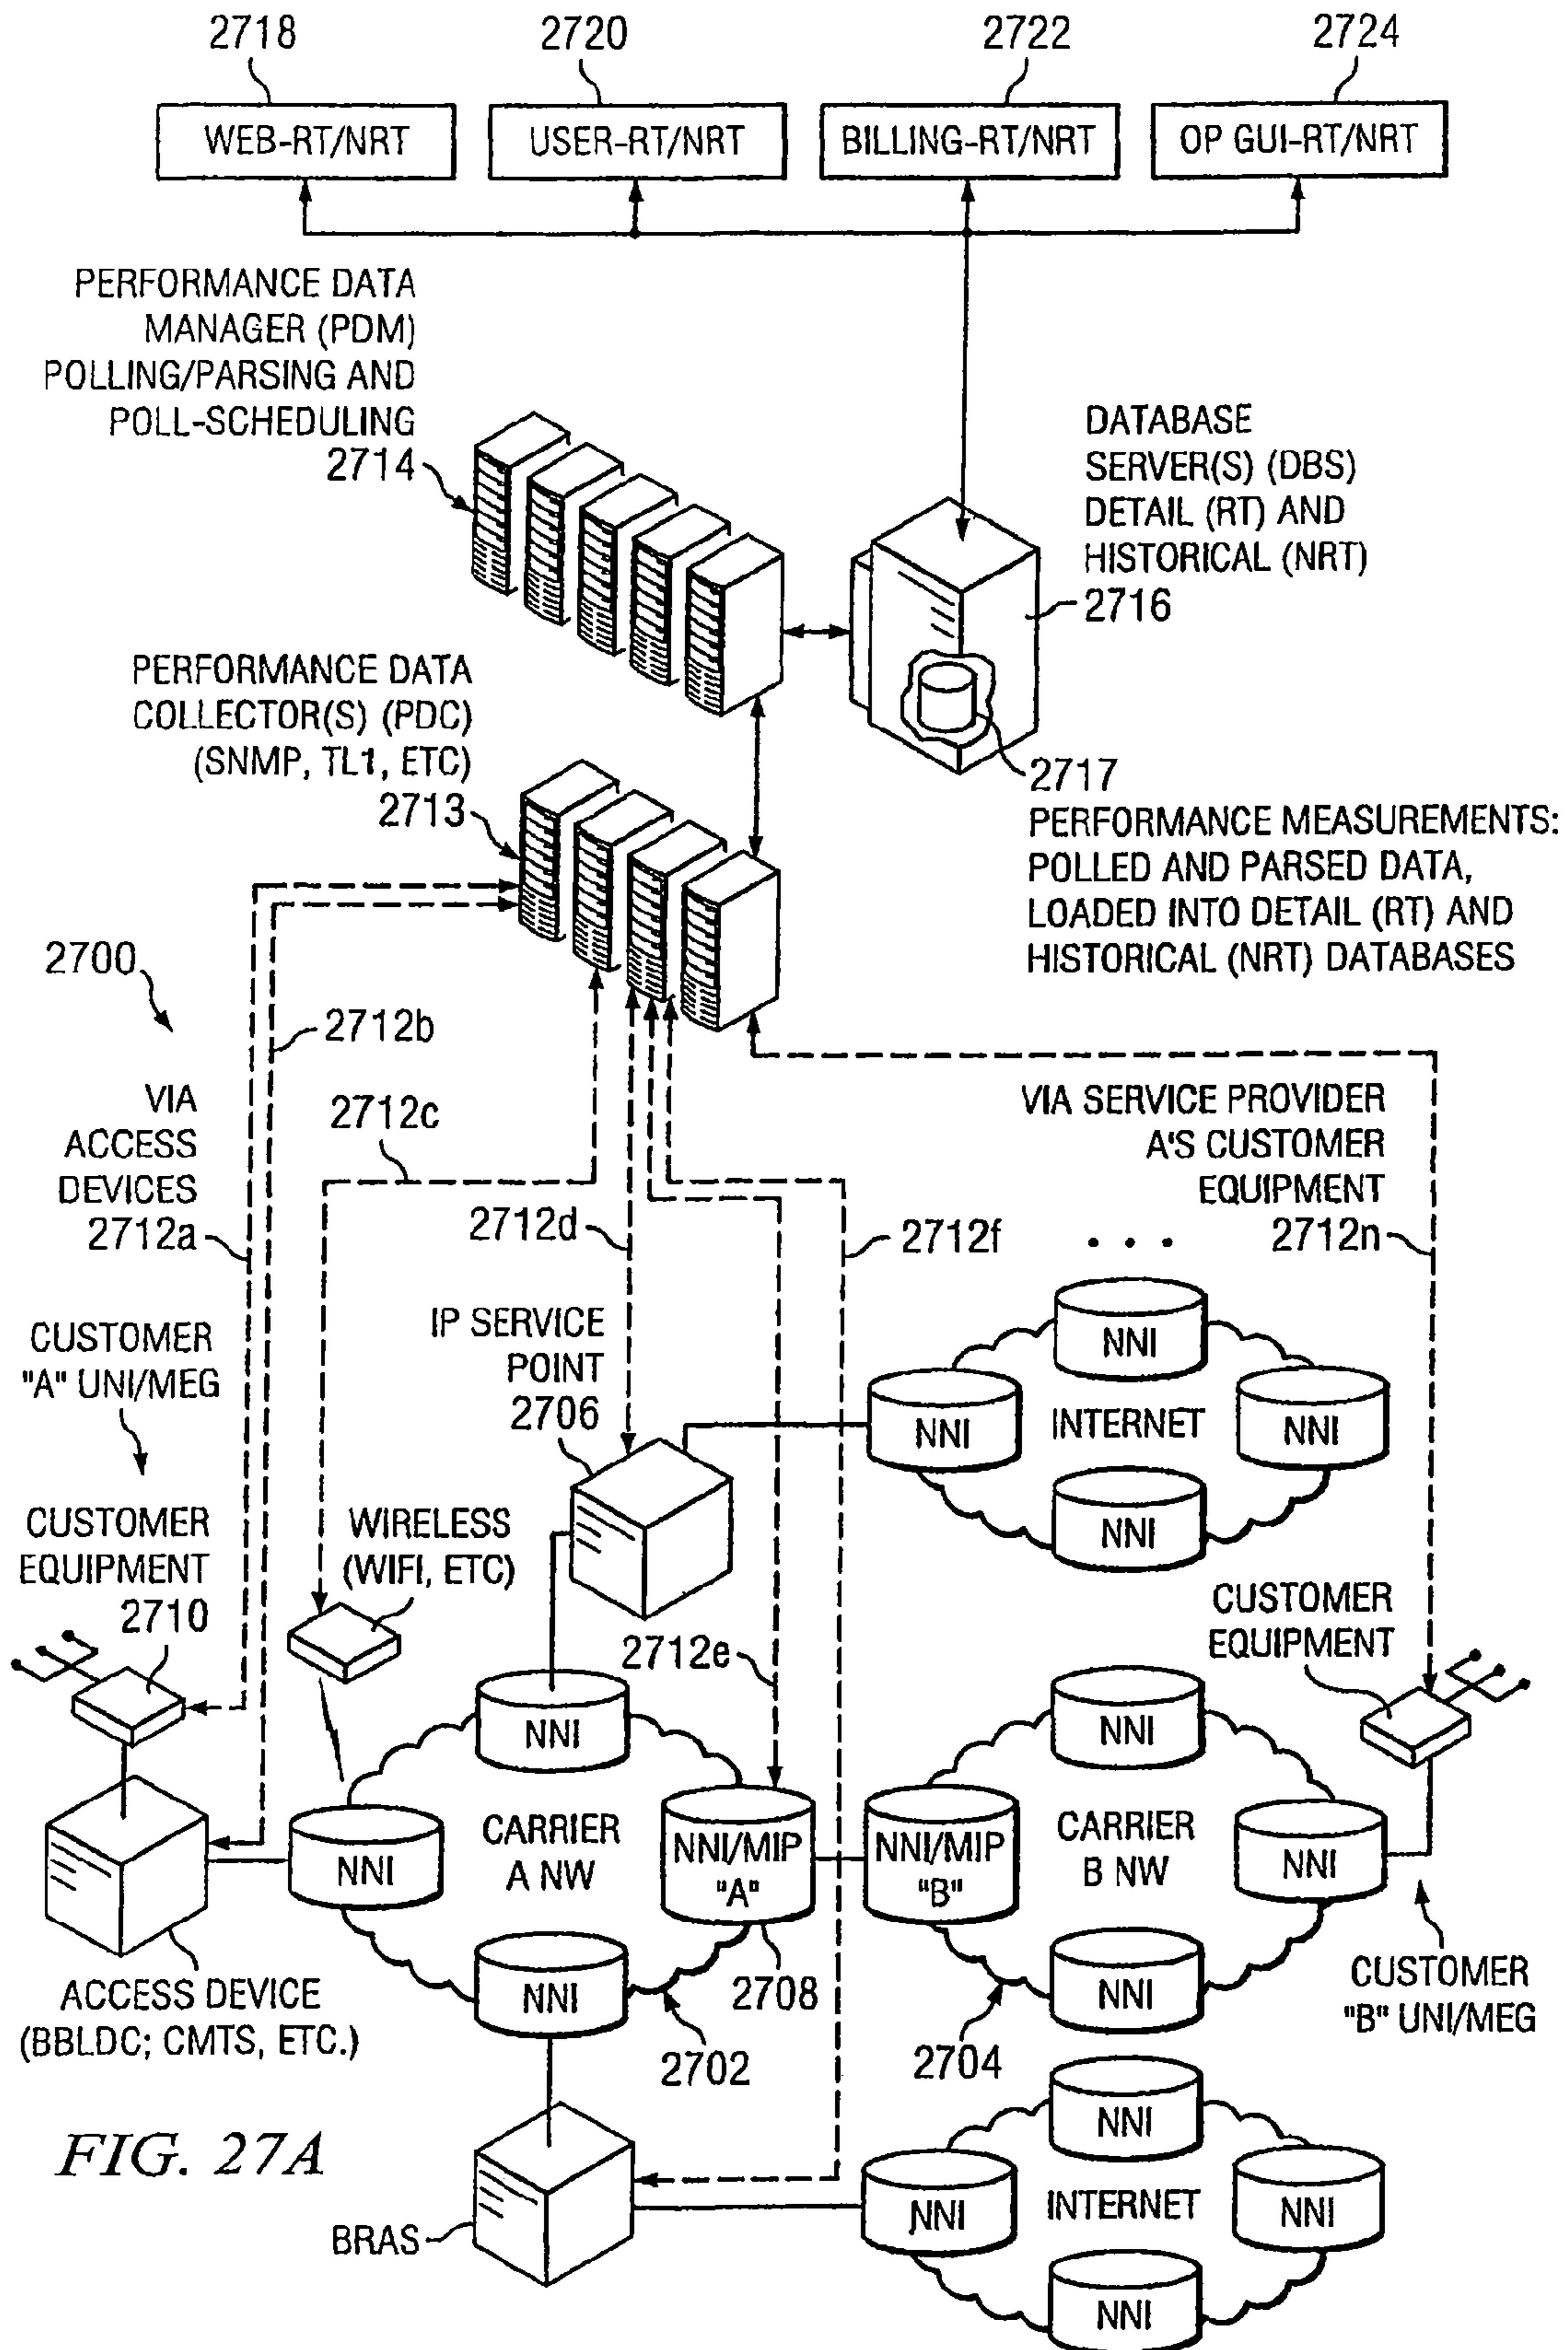 2718
2720
2722
2724
WEB-RT/NRT
USER-RT/NRT
BILLING-RT/NRT
OP GUI-RT/NRT
PERFORMANCE DATA
MANAGER (PDM)
POLLING/PARSING AND
POLL-SCHEDULING
2714
DATABASE
SERVER(S) (DBS)
DETAIL (RT) AND
HISTORICAL (NRT)
2716
PERFORMANCE DATA
COLLECTOR(S) (PDC)
(SNMP, TL1, ETC)
2713
2717
PERFORMANCE MEASUREMENTS:
POLLED AND PARSED DATA,
LOADED INTO DETAIL (RT) AND
HISTORICAL (NRT) DATABASES
2700
2712b
VIA
ACCESS
DEVICES
2712a
2712c
2712d
2712f
VIA SERVICE PROVIDER
A'S CUSTOMER
EQUIPMENT
2712n
. . .
CUSTOMER
"A" UNI/MEG
IP SERVICE
POINT
2706
NNI
NNI
INTERNET
NNI
NNI
CUSTOMER
EQUIPMENT
2710
WIRELESS
(WIFI, ETC)
2712e
CUSTOMER
EQUIPMENT
NNI
NNI
NNI
CARRIER
A NW
NNI/MIP
"A"
NNI/MIP
"B"
CARRIER
B NW
NNI
NNI
NNI
2708
2702
2704
ACCESS DEVICE
(BBLDC; CMTS, ETC.)
CUSTOMER
"B" UNI/MEG
FIG. 27A
BRAS
NNI
NNI
INTERNET
NNI
NNI